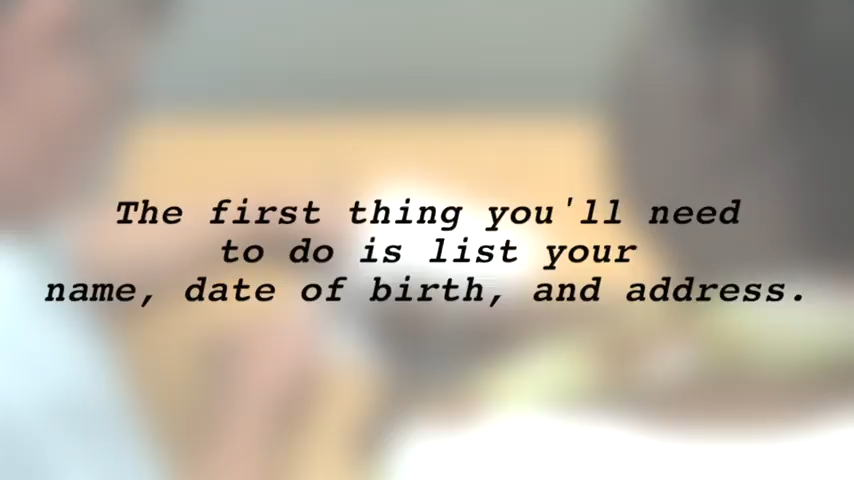 The first thing you'll need
to do is list your
name, date of birth, and address.